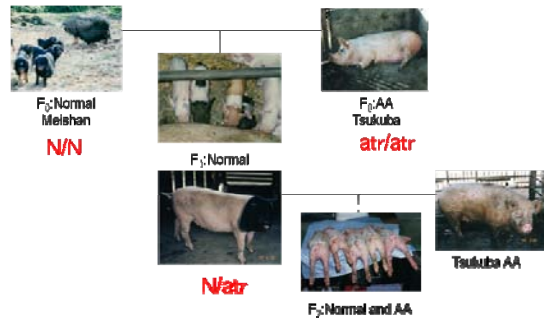 F₀:Normal
Meishan
N/N
F₀:AA
Tsukuba
atr/atr
F₁:Normal
N/atr
Tsukuba AA
F₂:Normal and AA